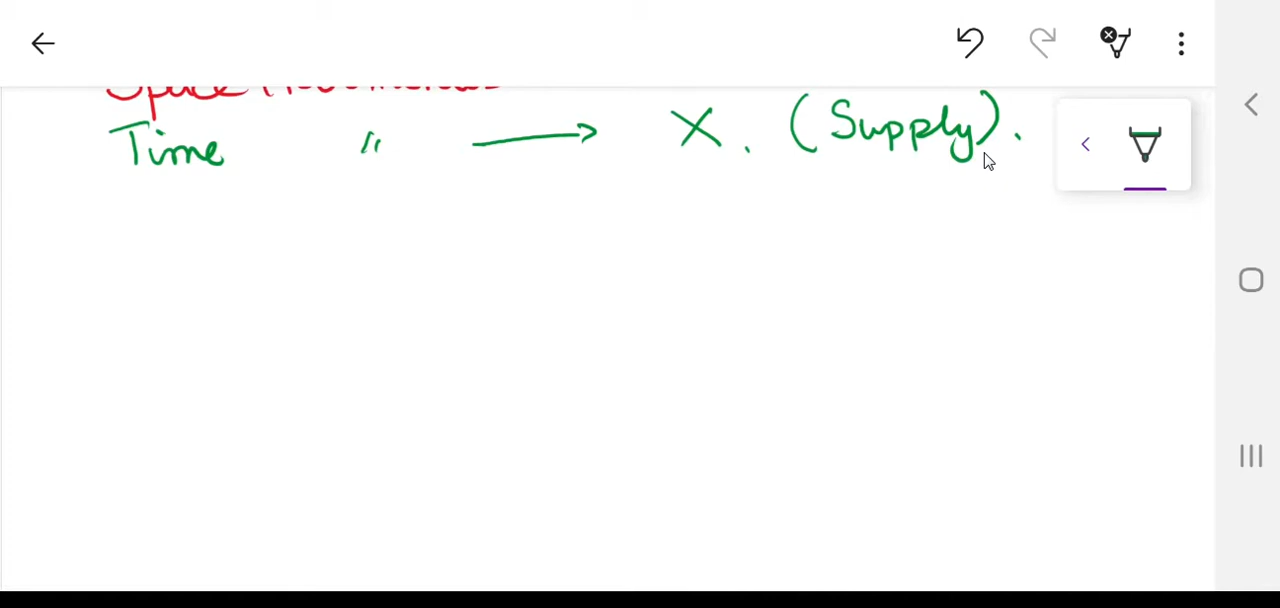 Time " → X. (Supply).